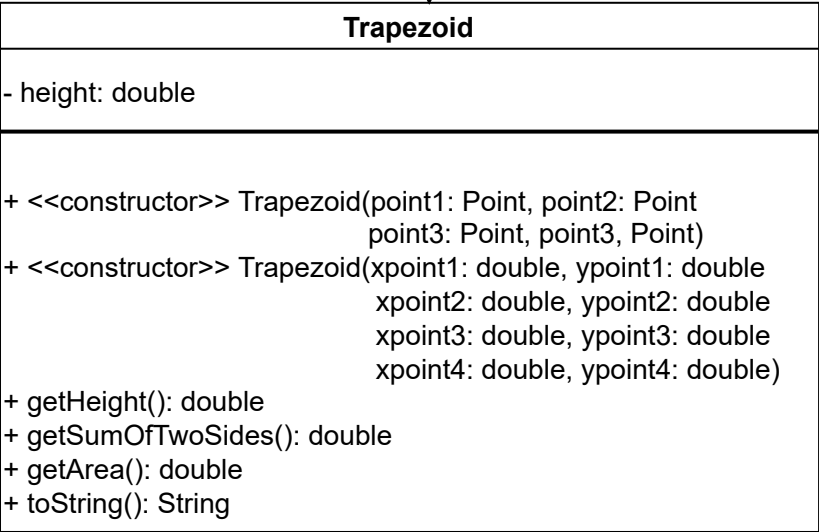 Trapezoid
- height: double
+ <<constructor>> Trapezoid(point1: Point, point2: Point
point3: Point, point3, Point)
+ <<constructor>> Trapezoid(xpoint1: double, ypoint1: double
xpoint2: double, ypoint2: double
xpoint3: double, ypoint3: double
xpoint4: double, ypoint4: double)
+ getHeight(): double
+ getSumOfTwoSides(): double
+ getArea(): double
+ toString(): String